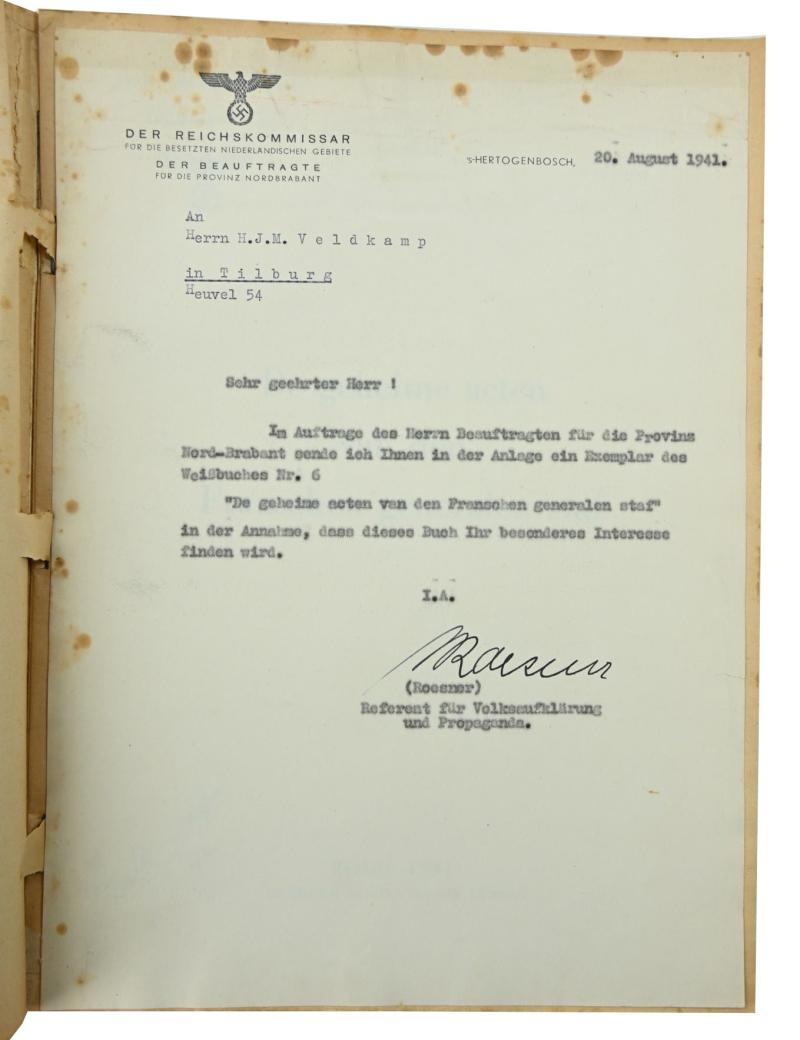 DER REICHSKOMMISSAR
FÜR DIE BESETZTEN NIEDERLÄNDISCHEN GEBIETE
DER BEAUFTRAGTE
FÜR DIE PROVINZ NORDBRABANT
'S-HERTOGENBOSCH, 20. August 1941.
An
Herrn H.J.M. V e l d k a m p
in T i l b u r g
Heuvel 54
Sehr geehrter Herr !
Im Auftrage des Herrn Beauftragten für die Provinz
Nord-Brabant sende ich Ihnen in der Anlage ein Exemplar des
Weißbuches Nr. 6
"De geheime acten van den Franschen generalen staf"
in der Annahme, dass dieses Buch Ihr besonderes Interesse
finden wird.
I.A.
Roesner
(Roesner)
Referent für Volksaufklärung
und Propaganda.